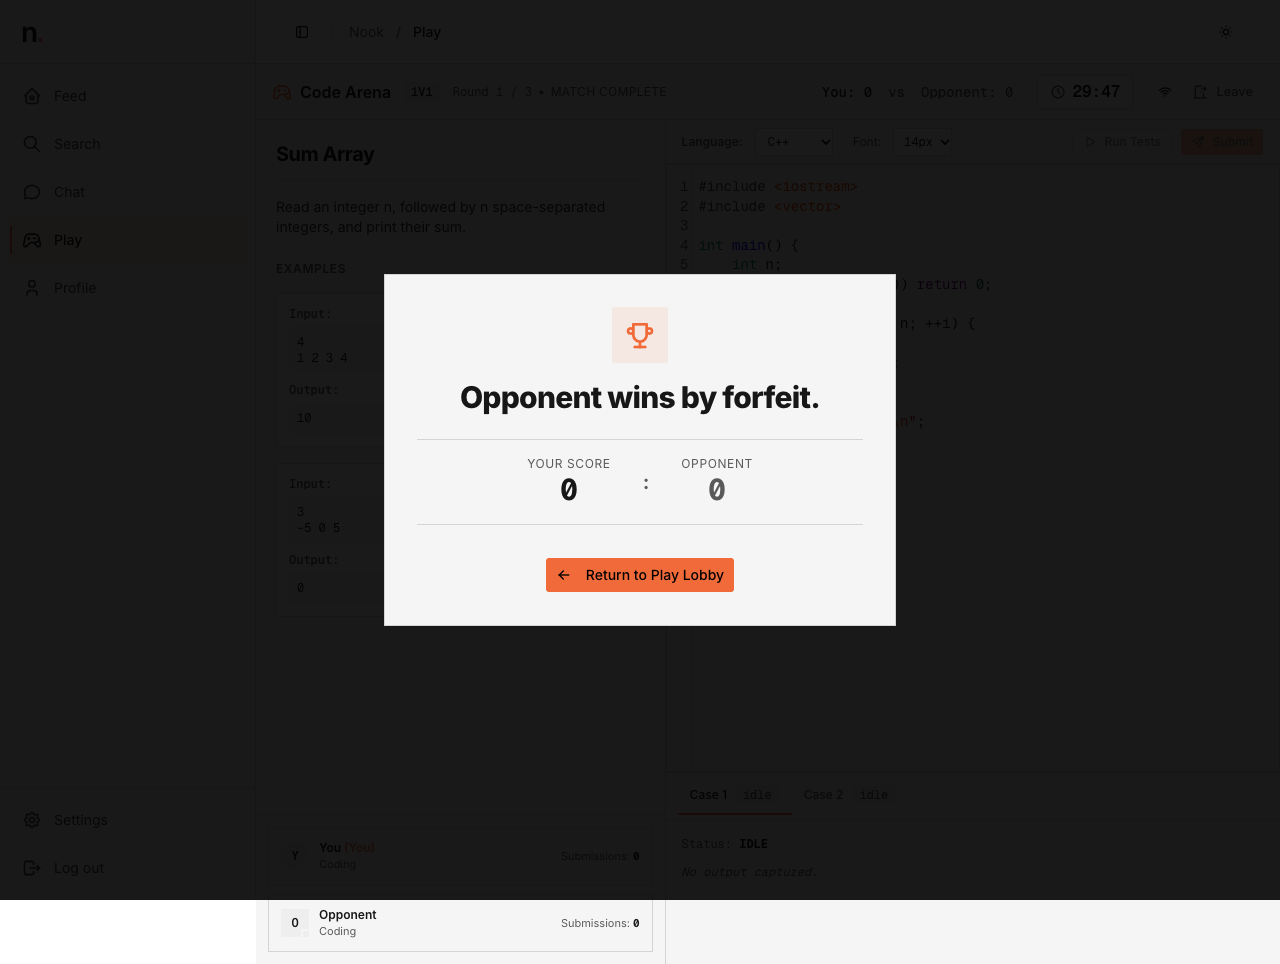 n.
Nook / Play
Feed
Search
Chat
Play
Profile
Settings
Log out
Code Arena 1V1 Round 1 / 3 • MATCH COMPLETE
You: 0 vs Opponent: 0
29:47
Leave
Sum Array
Read an integer n, followed by n space-separated
integers, and print their sum.
EXAMPLES
Input:
4
1 2 3 4
Output:
10
Input:
3
-5 0 5
Output:
0
Language: C++ Font: 14px Run Tests Submit
1 #include <iostream>
2 #include <vector>
3
4 int main() {
5 int n;
)) return 0;
n; ++i) {
\n";
Opponent wins by forfeit.
YOUR SCORE
0
:
OPPONENT
0
Return to Play Lobby
Case 1 idle Case 2 idle
Status: IDLE
No output captured.
Y
You (You)
Coding
Submissions: 0
O
Opponent
Coding
Submissions: 0